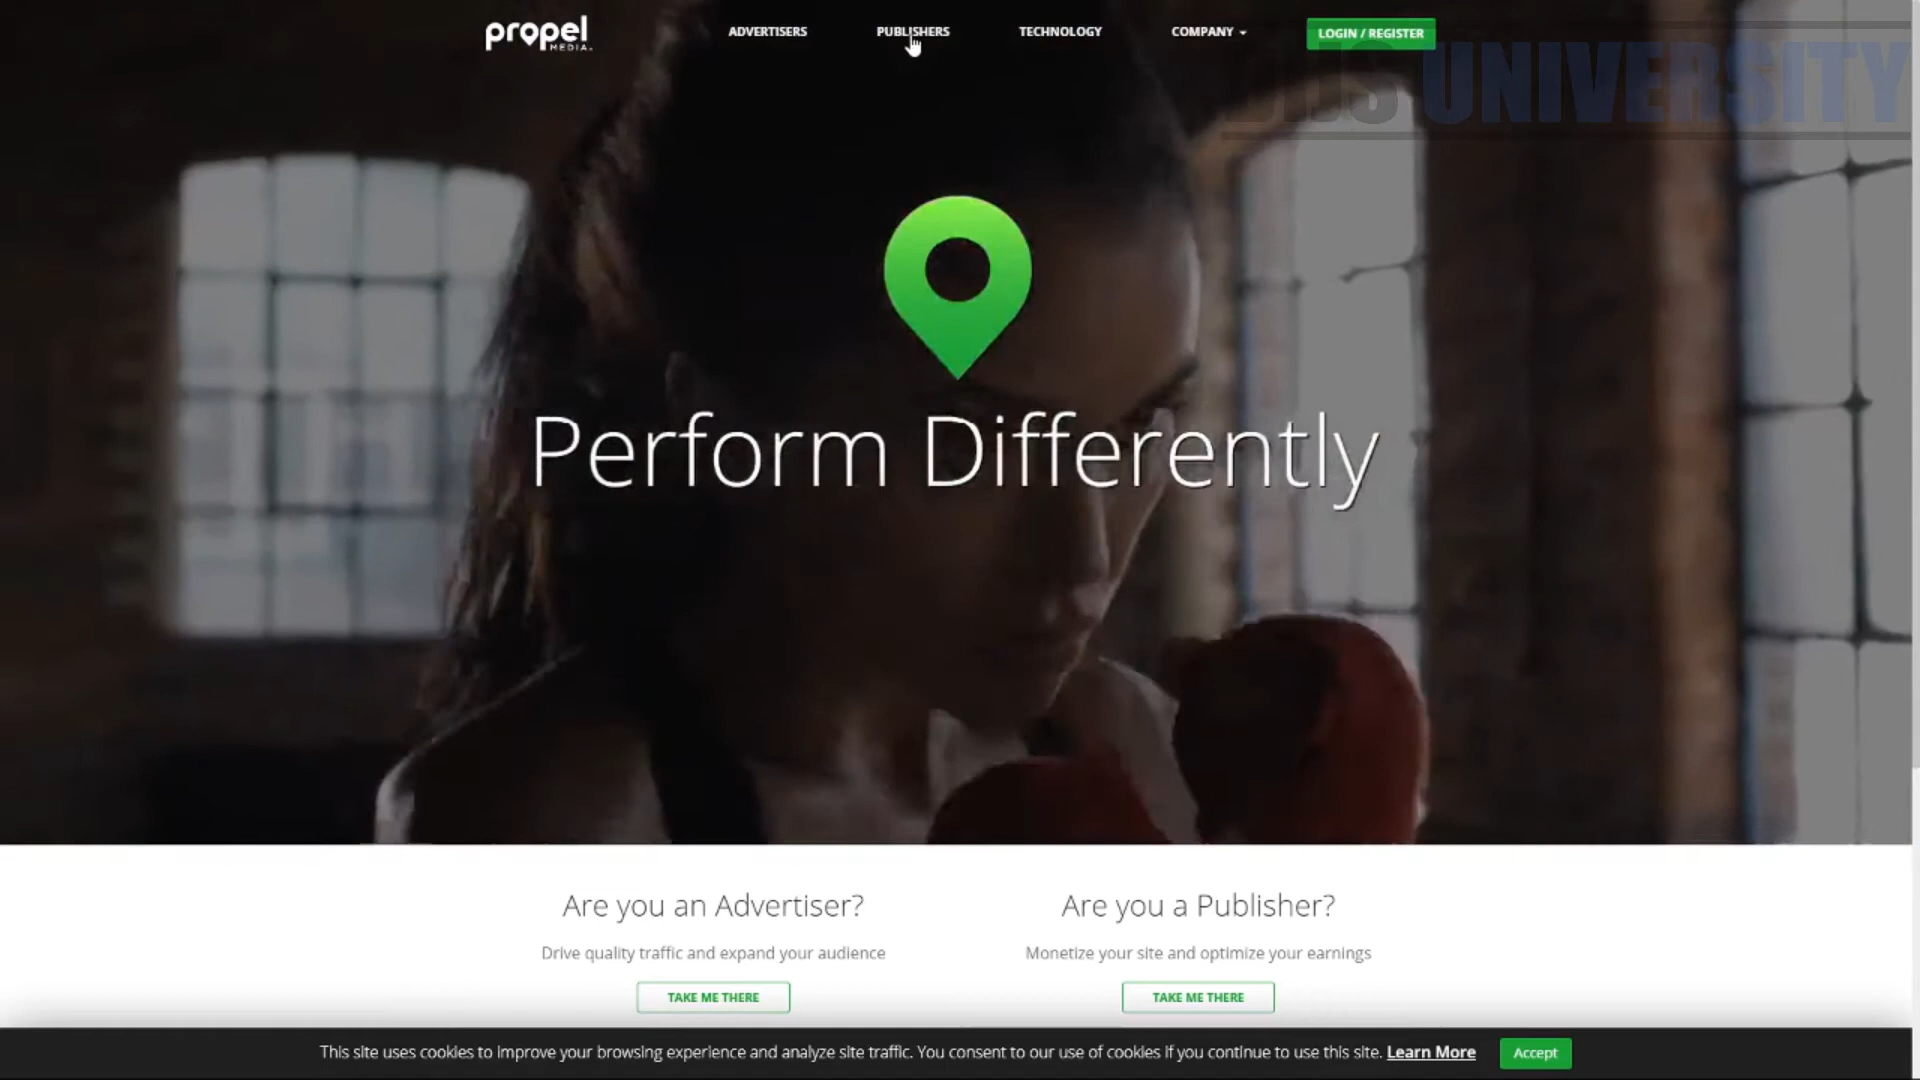 propel
MEDIA
ADVERTISERS
PUBLISHERS
TECHNOLOGY
COMPANY
LOGIN / REGISTER
UNIVERSITY
Perform Differently
Are you an Advertiser?
Drive quality traffic and expand your audience
TAKE ME THERE
Are you a Publisher?
Monetize your site and optimize your earnings
TAKE ME THERE
This site uses cookies to improve your browsing experience and analyze site traffic. You consent to our use of cookies if you continue to use this site. Learn More
Accept